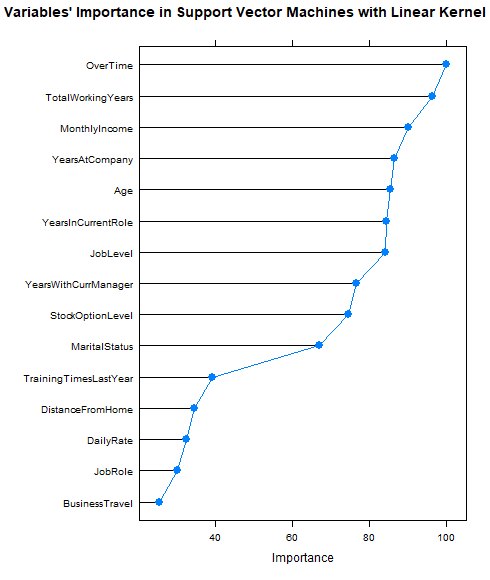 Variables' Importance in Support Vector Machines with Linear Kernel
OverTime
TotalWorkingYears
MonthlyIncome
YearsAtCompany
Age
YearsInCurrentRole
JobLevel
YearsWithCurrManager
StockOptionLevel
MaritalStatus
TrainingTimesLastYear
DistanceFromHome
DailyRate
JobRole
BusinessTravel
40 60 80 100
Importance